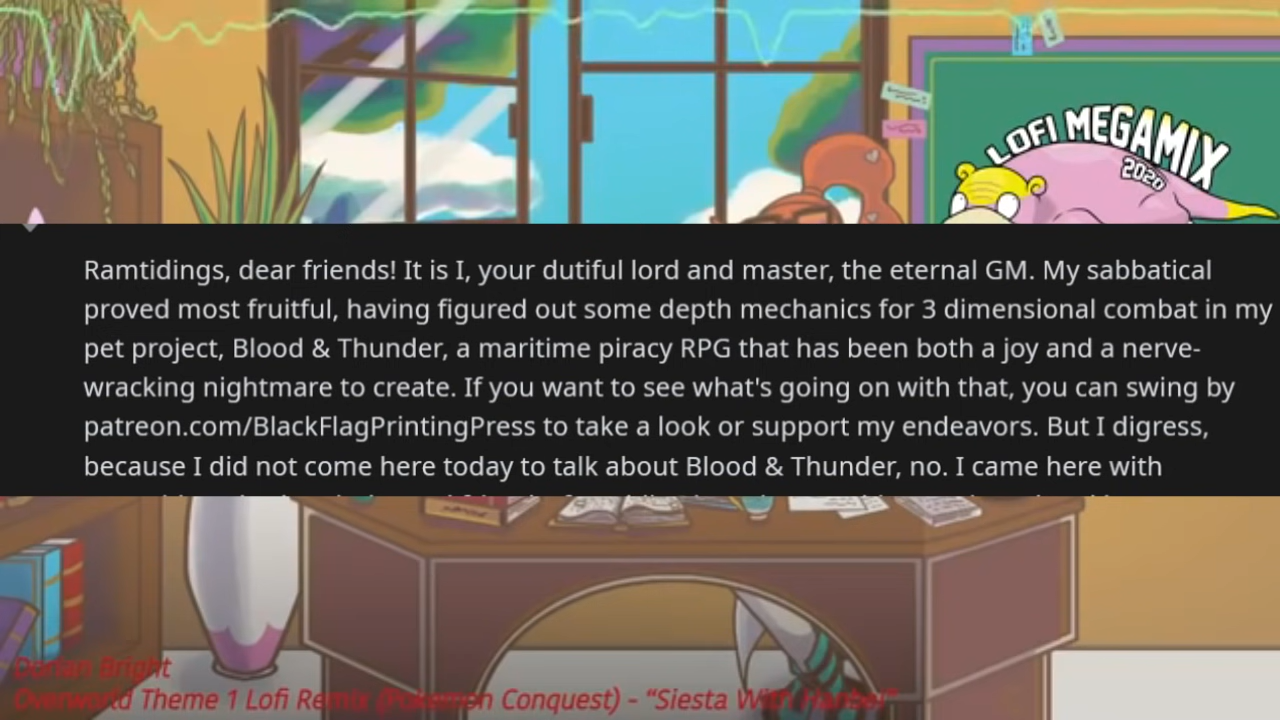 LOFI MEGAMIX
2020
Ramtidings, dear friends! It is I, your dutiful lord and master, the eternal GM. My sabbatical
proved most fruitful, having figured out some depth mechanics for 3 dimensional combat in my
pet project, Blood & Thunder, a maritime piracy RPG that has been both a joy and a nerve-
wracking nightmare to create. If you want to see what's going on with that, you can swing by
patreon.com/BlackFlagPrintingPress to take a look or support my endeavors. But I digress,
because I did not come here today to talk about Blood & Thunder, no. I came here with
Dorian Bright
Overworld Theme 1 Lofi Remix (Pokemon Conquest) - “Siesta With Hanbei”